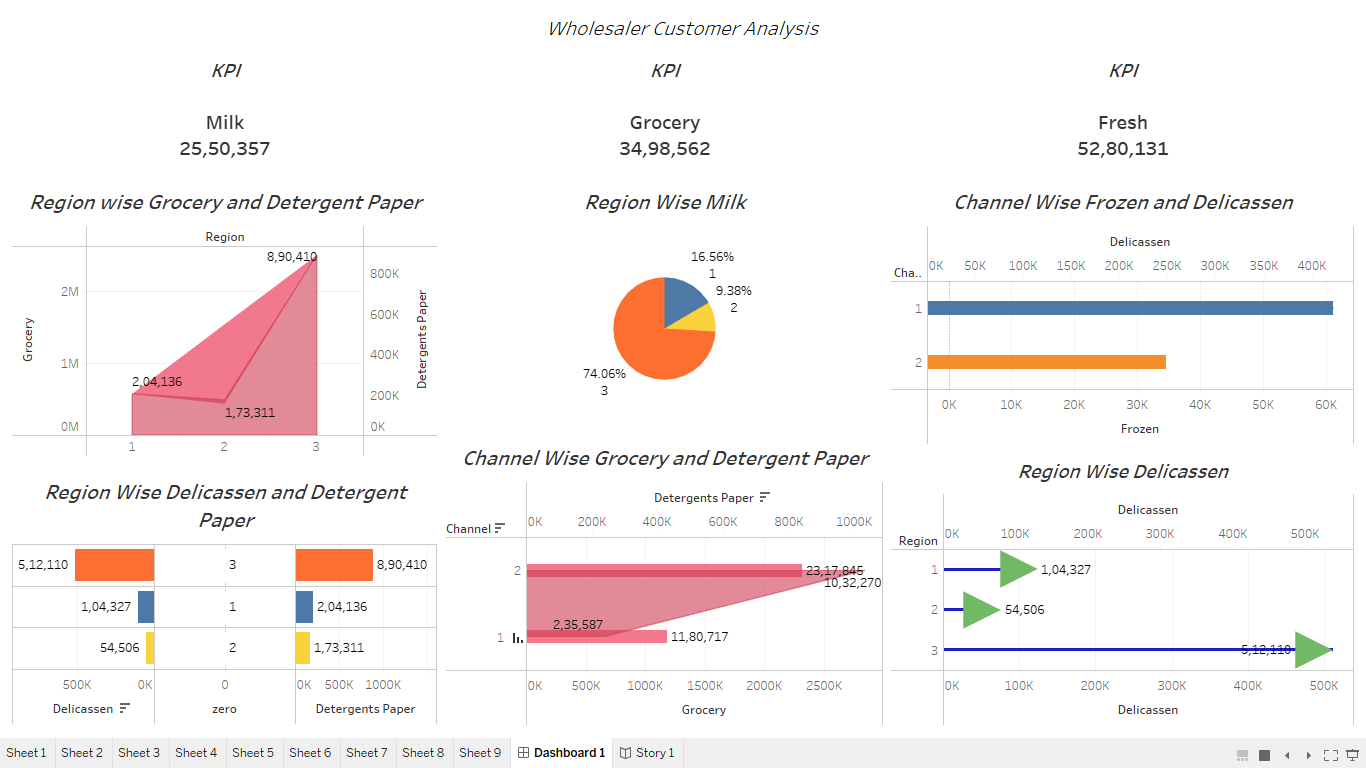 Wholesaler Customer Analysis
KPI
Milk
25,50,357
KPI
Grocery
34,98,562
KPI
Fresh
52,80,131
Region wise Grocery and Detergent Paper
Region
8,90,410
2,04,136
1,73,311
Grocery
2M
1M
0M
Detergents Paper
800K
600K
400K
200K
0K
1 2 3
Region Wise Milk
16.56%
1
9.38%
2
74.06%
3
Channel Wise Frozen and Delicassen
Delicassen
Cha.. 0K 50K 100K 150K 200K 250K 300K 350K 400K
1
2
0K 10K 20K 30K 40K 50K 60K
Frozen
Region Wise Delicassen and Detergent
Paper
5,12,110 3 8,90,410
1,04,327 1 2,04,136
54,506 2 1,73,311
500K 0K 0 0K 500K 1000K
Delicassen zero Detergents Paper
Channel Wise Grocery and Detergent Paper
Detergents Paper
Channel 0K 200K 400K 600K 800K 1000K
2 23,17,845
10,32,270
2,35,587
1 11,80,717
0K 500K 1000K 1500K 2000K 2500K
Grocery
Region Wise Delicassen
Delicassen
Region 0K 100K 200K 300K 400K 500K
1 1,04,327
2 54,506
3 5,12,110
0K 100K 200K 300K 400K 500K
Delicassen
Sheet 1 Sheet 2 Sheet 3 Sheet 4 Sheet 5 Sheet 6 Sheet 7 Sheet 8 Sheet 9 Dashboard 1 Story 1